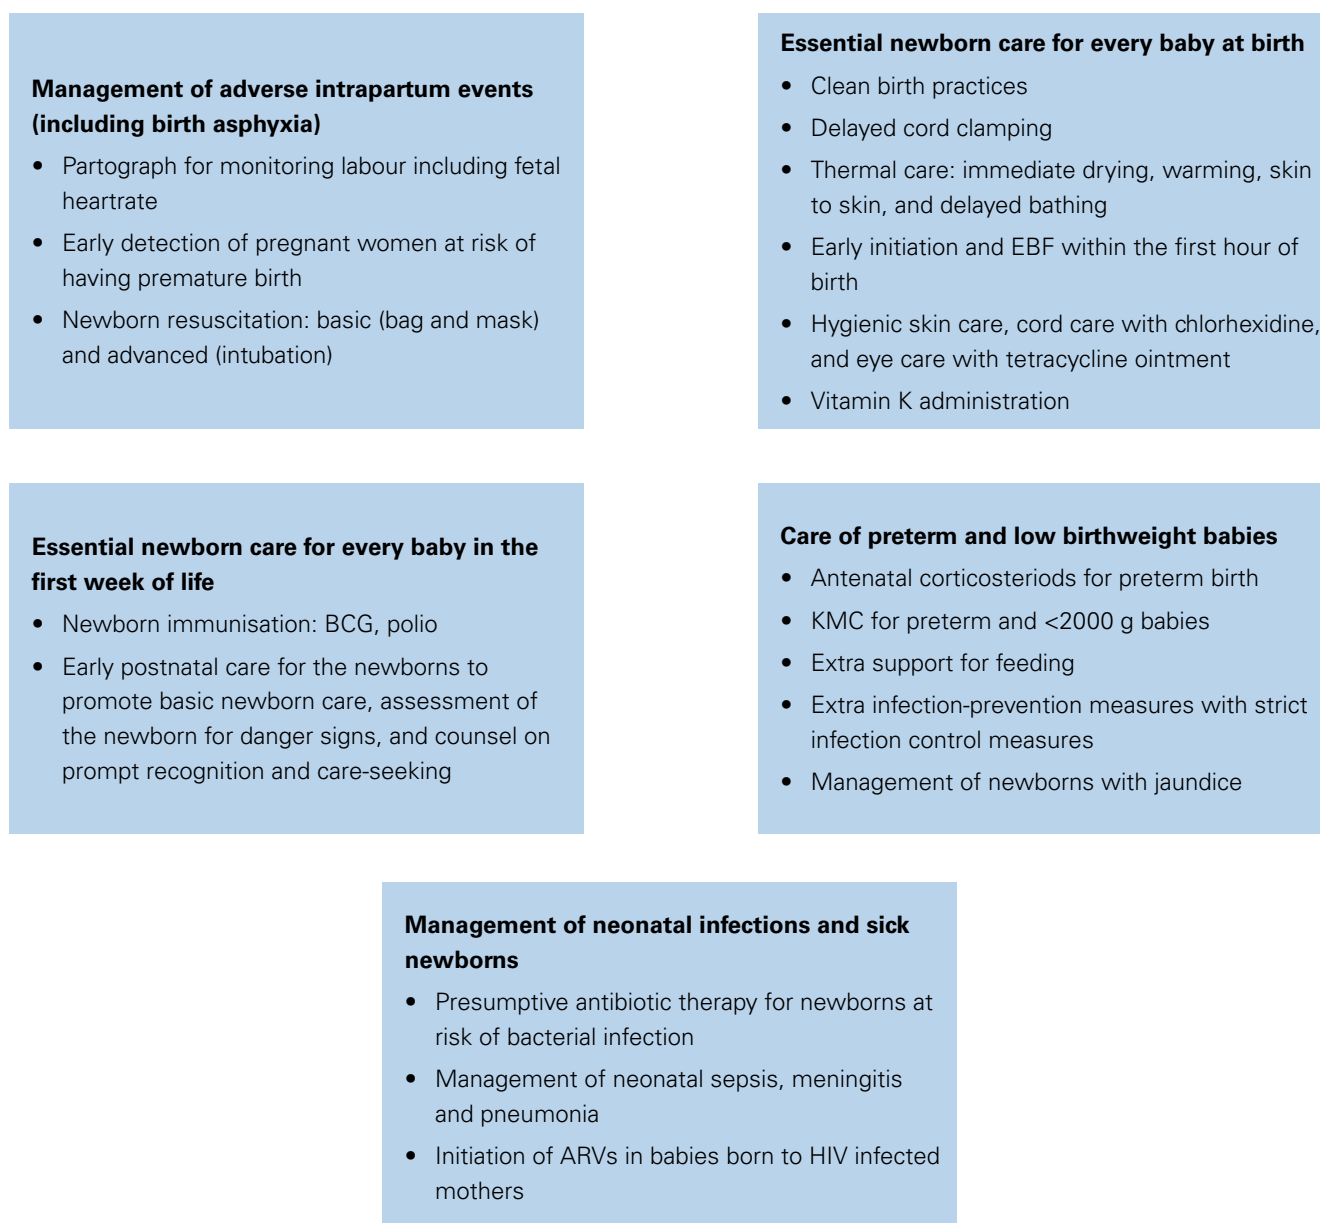 Management of adverse intrapartum events
(including birth asphyxia)
• Partograph for monitoring labour including fetal
heartrate
• Early detection of pregnant women at risk of
having premature birth
• Newborn resuscitation: basic (bag and mask)
and advanced (intubation)
Essential newborn care for every baby at birth
• Clean birth practices
• Delayed cord clamping
• Thermal care: immediate drying, warming, skin
to skin, and delayed bathing
• Early initiation and EBF within the first hour of
birth
• Hygienic skin care, cord care with chlorhexidine,
and eye care with tetracycline ointment
• Vitamin K administration
Essential newborn care for every baby in the
first week of life
• Newborn immunisation: BCG, polio
• Early postnatal care for the newborns to
promote basic newborn care, assessment of
the newborn for danger signs, and counsel on
prompt recognition and care-seeking
Care of preterm and low birthweight babies
• Antenatal corticosteriods for preterm birth
• KMC for preterm and <2000 g babies
• Extra support for feeding
• Extra infection-prevention measures with strict
infection control measures
• Management of newborns with jaundice
Management of neonatal infections and sick
newborns
• Presumptive antibiotic therapy for newborns at
risk of bacterial infection
• Management of neonatal sepsis, meningitis
and pneumonia
• Initiation of ARVs in babies born to HIV infected
mothers